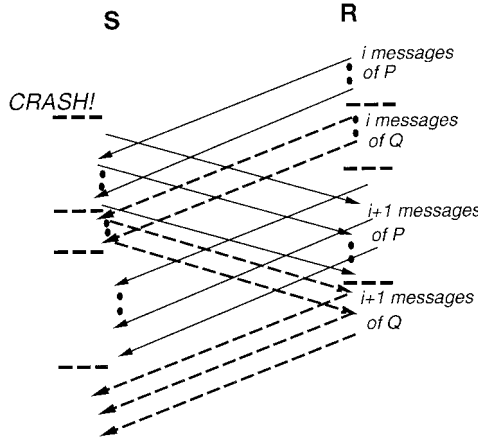 S
R
i messages
of P
CRASH!
i messages
of Q
i+1 messages
of P
i+1 messages
of Q